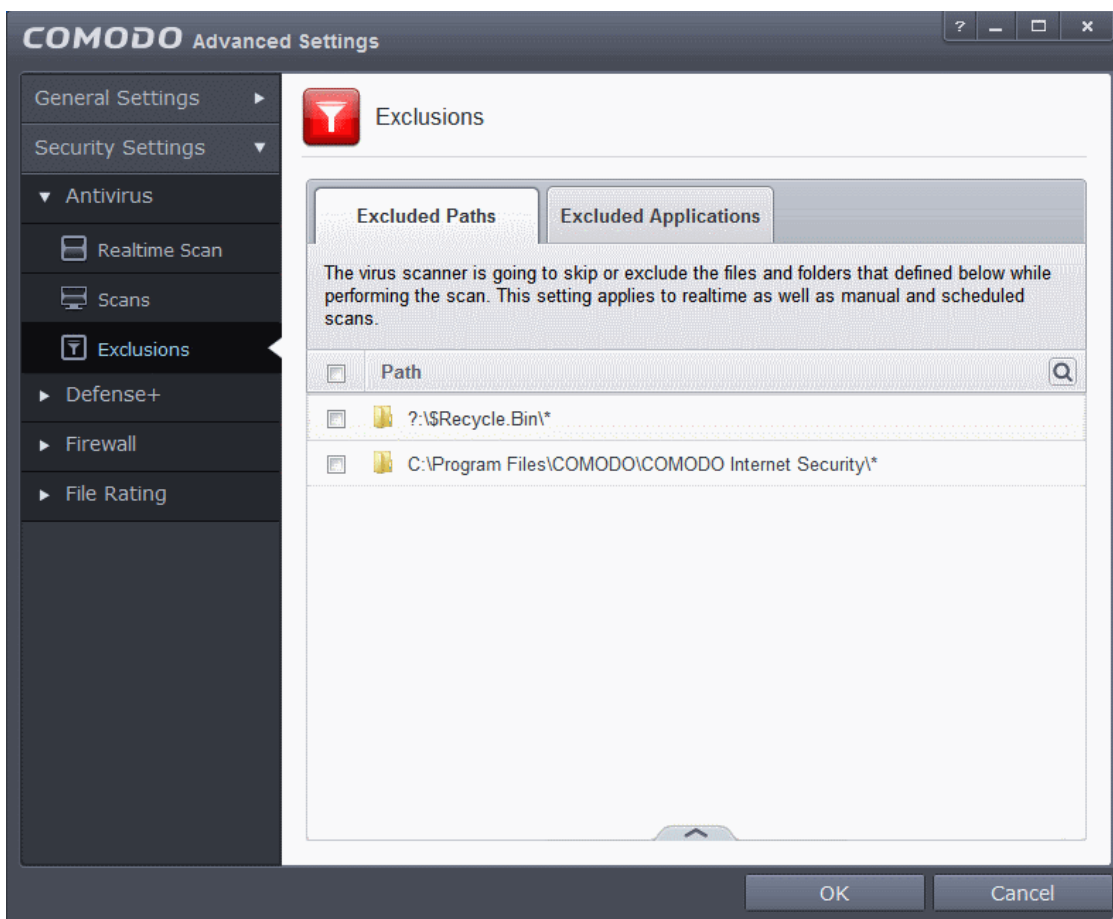 COMODO Advanced Settings
?
General Settings
Security Settings
Antivirus
Realtime Scan
Scans
Exclusions
Defense+
Firewall
File Rating
Exclusions
Excluded Paths
Excluded Applications
The virus scanner is going to skip or exclude the files and folders that defined below while
performing the scan. This setting applies to realtime as well as manual and scheduled
scans.
Path
?:\$Recycle.Bin\*
C:\Program Files\COMODO\COMODO Internet Security\*
OK
Cancel